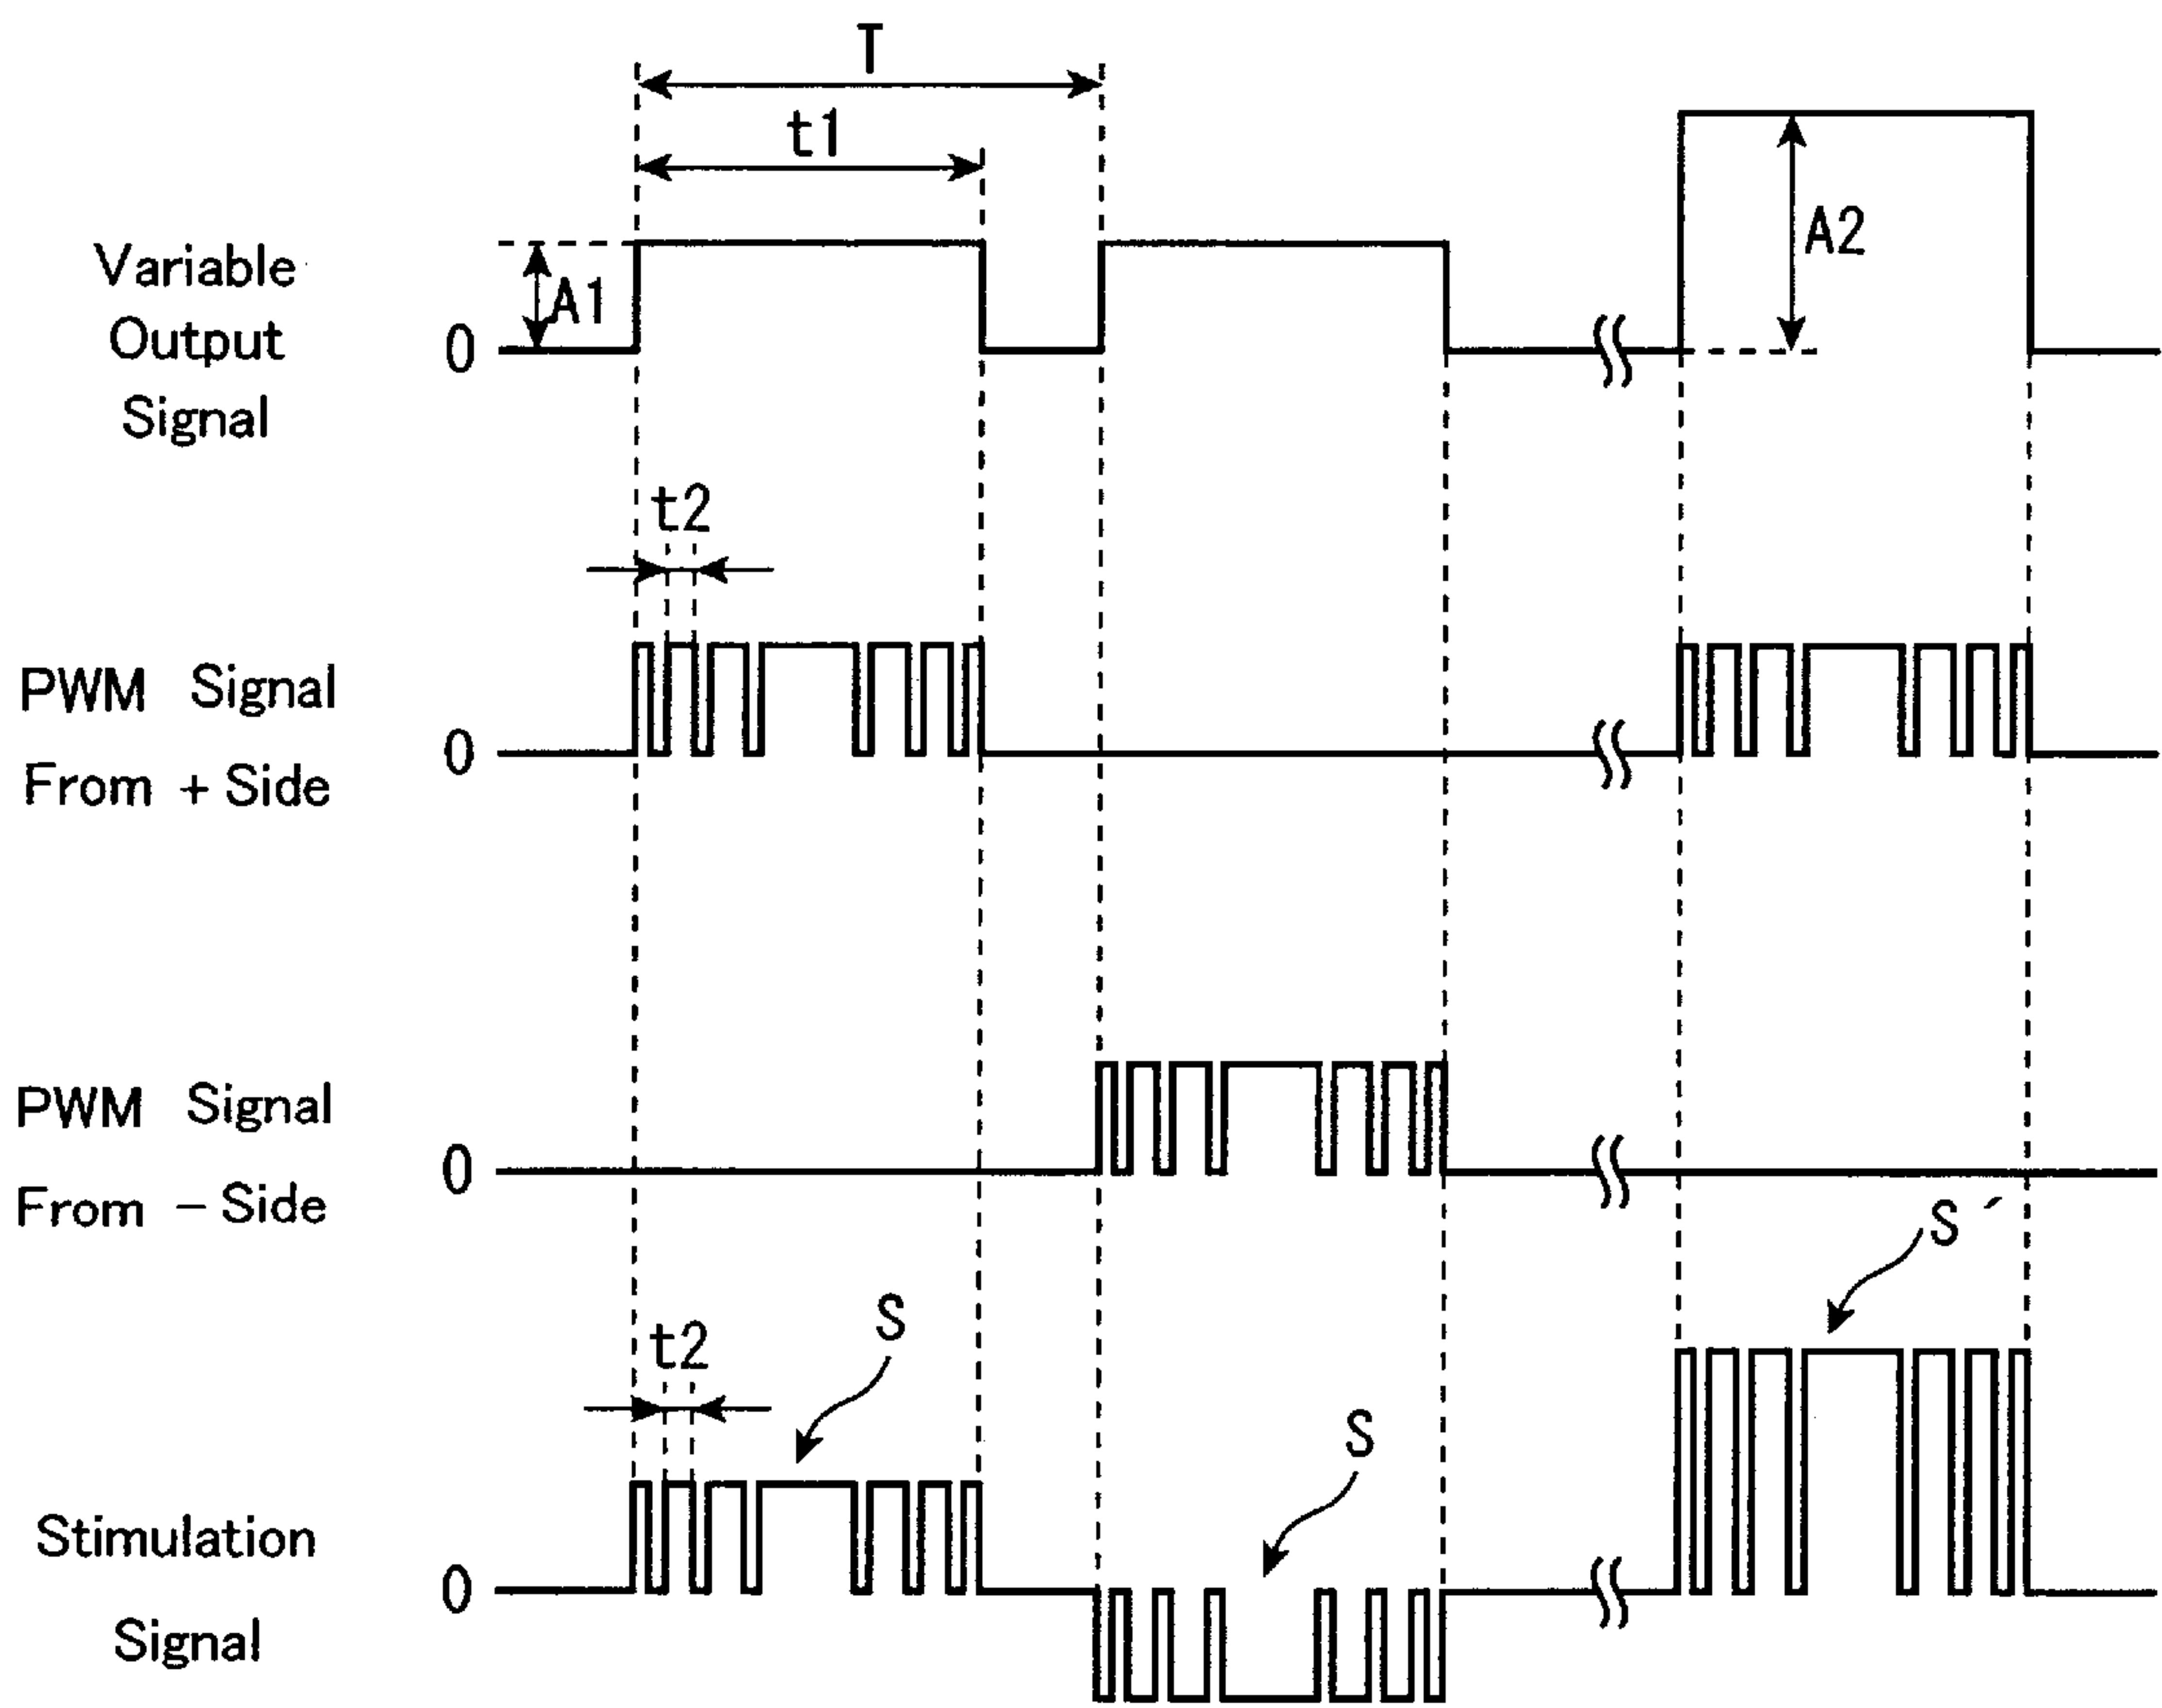 T
t1
Variable
Output
Signal
0
A1
A2
t2
PWM Signal
From + Side
0
PWM Signal
From − Side
0
S´
t2
S
S
Stimulation
Signal
0